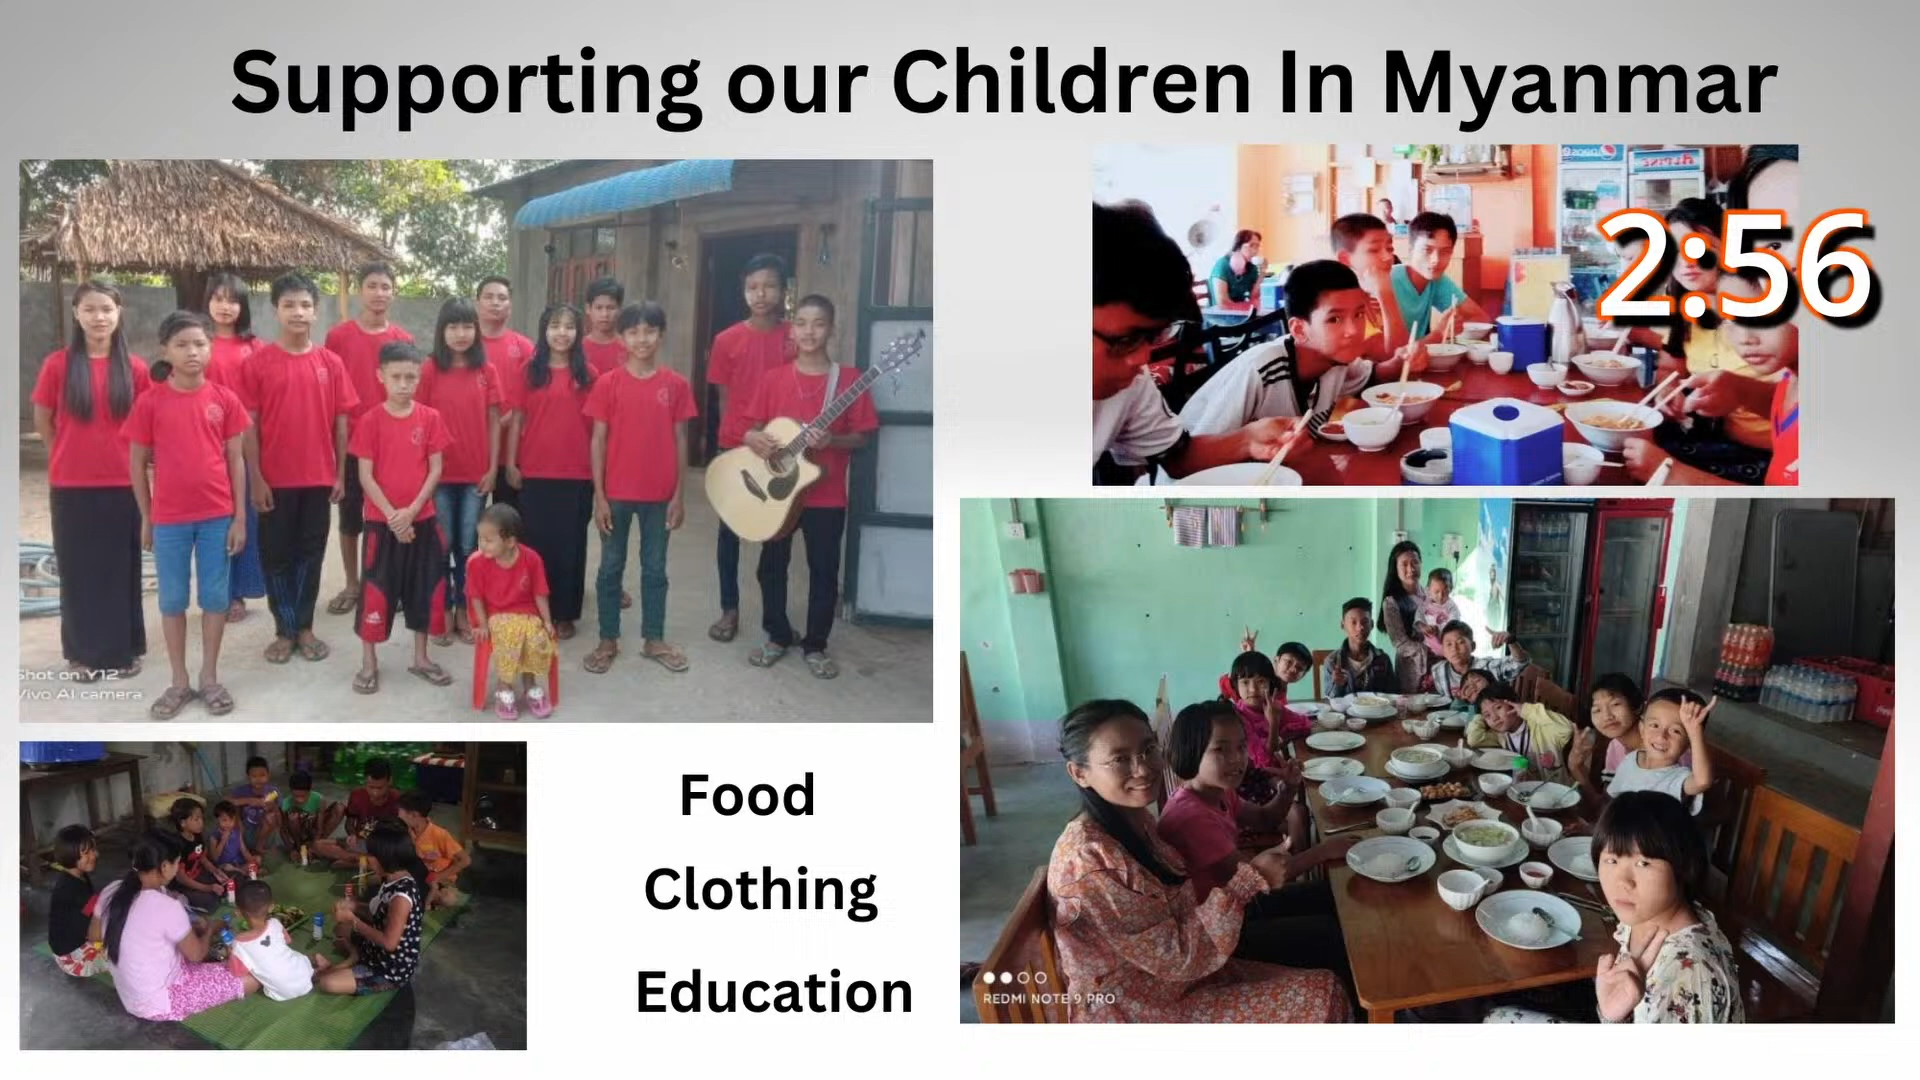 Supporting our Children In Myanmar
2:56
Shot on Y12
Vivo AI camera
Food
Clothing
Education
REDMI NOTE 9 PRO